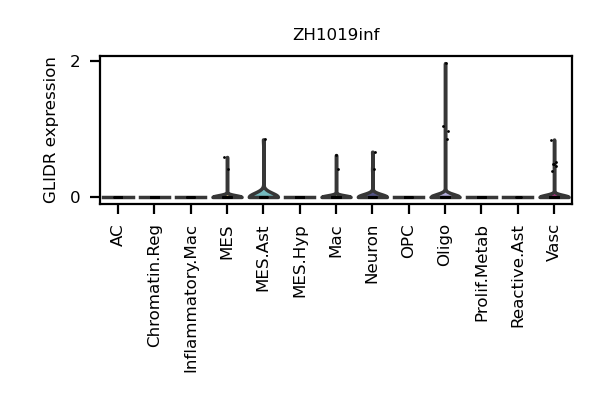 ZH1019inf
GLIDR expression
2
0
AC
Chromatin.Reg
Inflammatory.Mac
MES
MES.Ast
MES.Hyp
Mac
Neuron
OPC
Oligo
Prolif.Metab
Reactive.Ast
Vasc